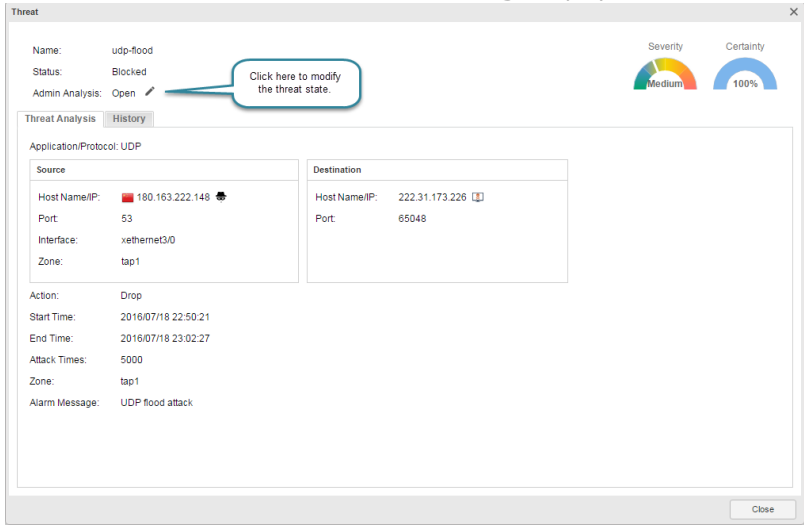 Threat
Name: udp-flood
Status: Blocked
Admin Analysis: Open
Click here to modify
the threat state.
Severity
Medium
Certainty
100%
Threat Analysis History
Application/Protocol: UDP
Source
Host Name/IP: 180.163.222.148
Port: 53
Interface: xethernet3/0
Zone: tap1
Destination
Host Name/IP: 222.31.173.226
Port: 65048
Action: Drop
Start Time: 2016/07/18 22:50:21
End Time: 2016/07/18 23:02:27
Attack Times: 5000
Zone: tap1
Alarm Message: UDP flood attack
Close